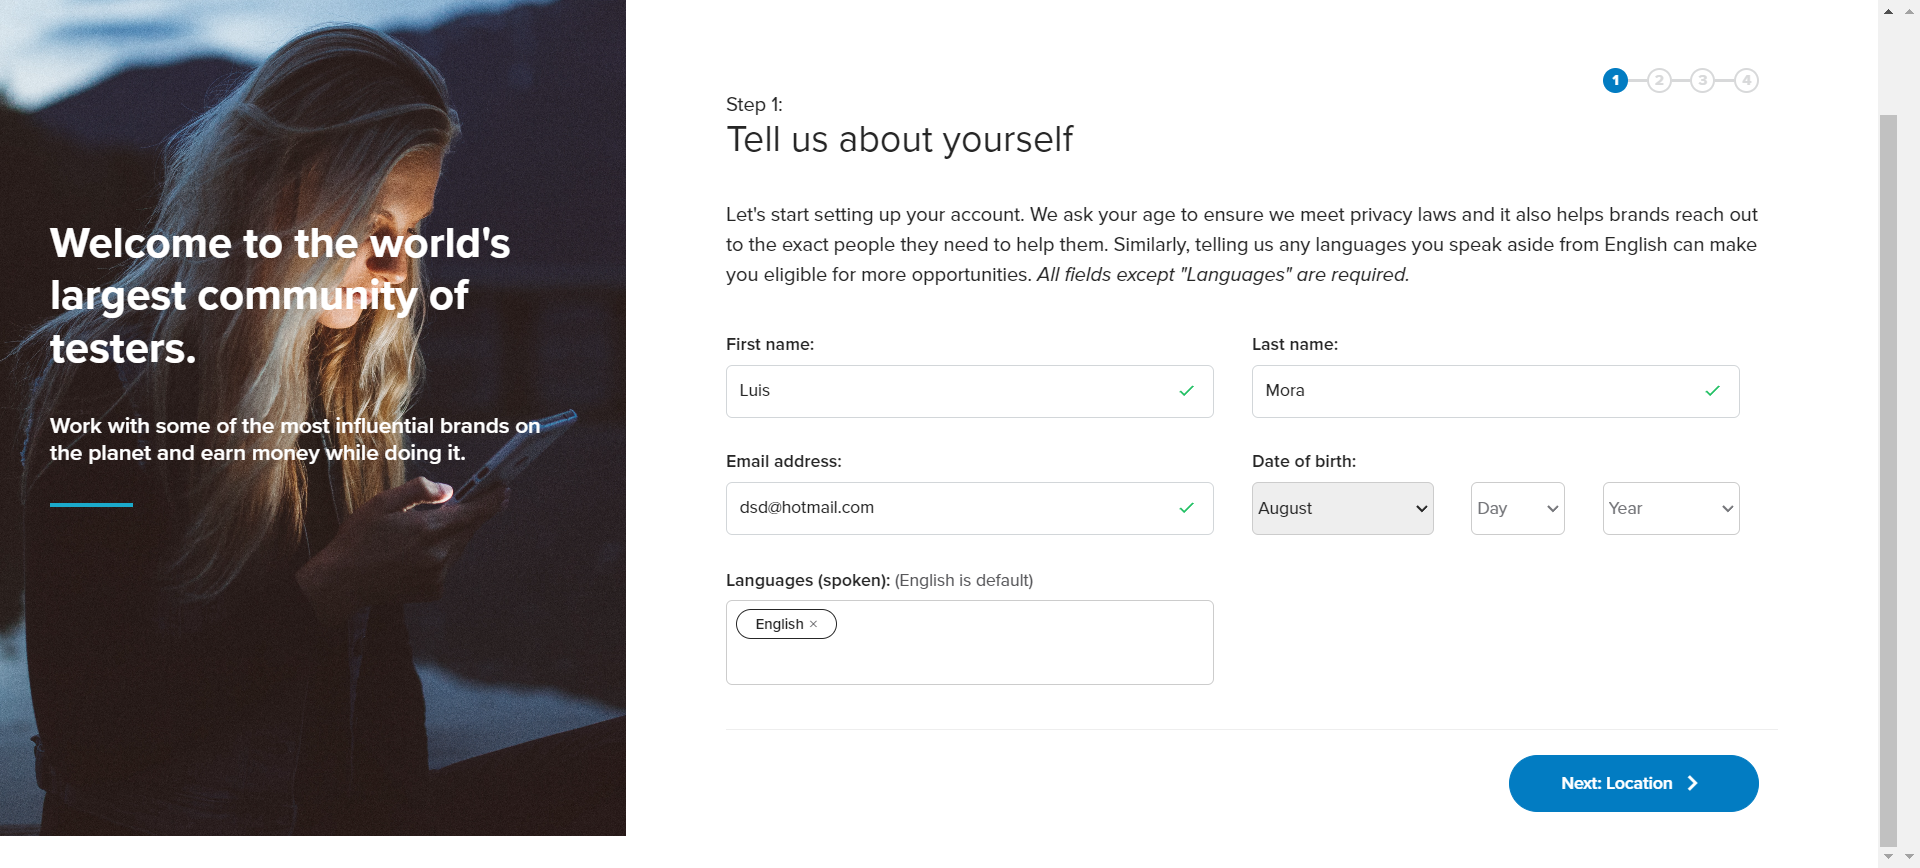 Welcome to the world's
largest community of
testers.
Work with some of the most influential brands on
the planet and earn money while doing it.
1 2 3 4
Step 1:
Tell us about yourself
Let's start setting up your account. We ask your age to ensure we meet privacy laws and it also helps brands reach out
to the exact people they need to help them. Similarly, telling us any languages you speak aside from English can make
you eligible for more opportunities. All fields except "Languages" are required.
First name:
Luis
Last name:
Mora
Email address:
dsd@hotmail.com
Date of birth:
August Day Year
Languages (spoken): (English is default)
English ×
Next: Location